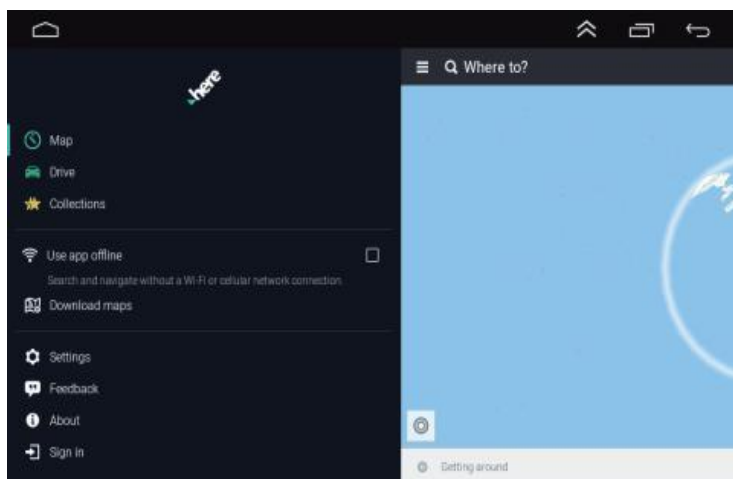 here
Where to?
Map
Drive
Collections
Use app offline
Search and navigate without a Wi-Fi or cellular network connection.
Download maps
Settings
Feedback
About
Sign in
Getting around